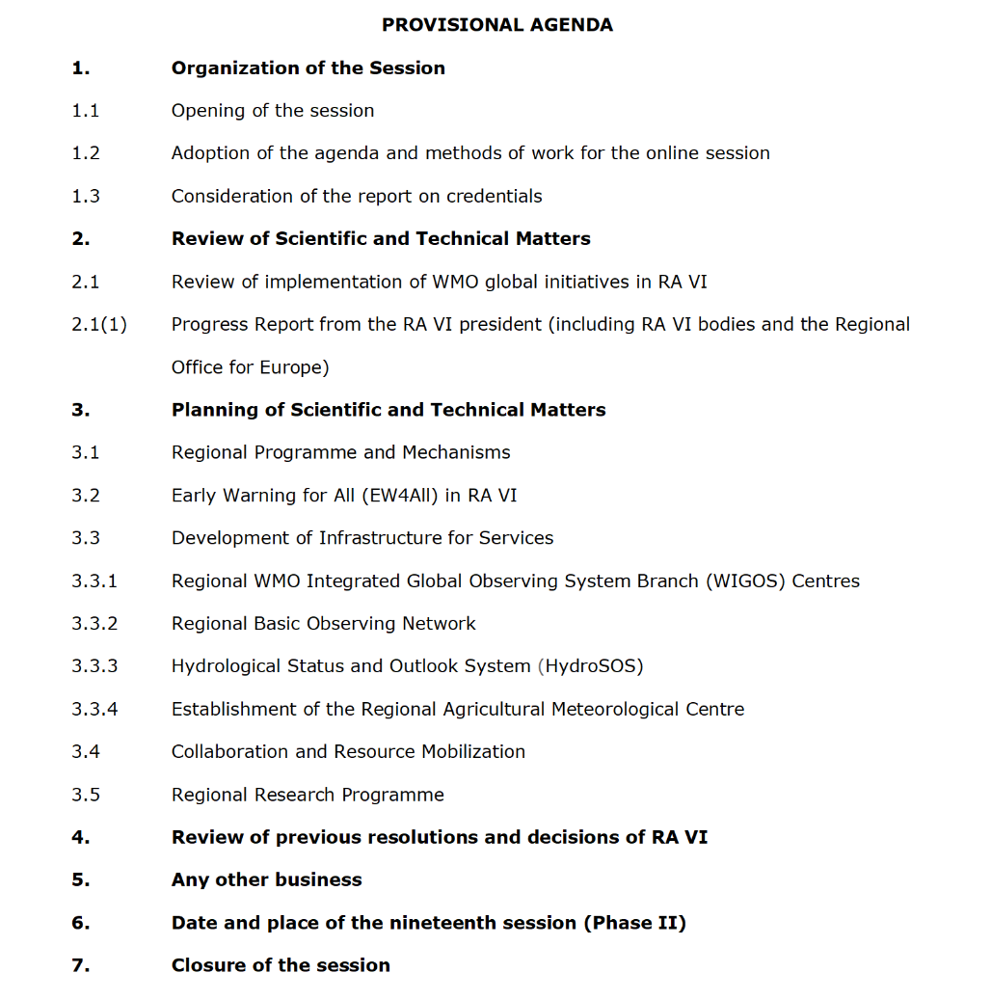 PROVISIONAL AGENDA
1. Organization of the Session
1.1 Opening of the session
1.2 Adoption of the agenda and methods of work for the online session
1.3 Consideration of the report on credentials
2. Review of Scientific and Technical Matters
2.1 Review of implementation of WMO global initiatives in RA VI
2.1(1) Progress Report from the RA VI president (including RA VI bodies and the Regional
Office for Europe)
3. Planning of Scientific and Technical Matters
3.1 Regional Programme and Mechanisms
3.2 Early Warning for All (EW4All) in RA VI
3.3 Development of Infrastructure for Services
3.3.1 Regional WMO Integrated Global Observing System Branch (WIGOS) Centres
3.3.2 Regional Basic Observing Network
3.3.3 Hydrological Status and Outlook System (HydroSOS)
3.3.4 Establishment of the Regional Agricultural Meteorological Centre
3.4 Collaboration and Resource Mobilization
3.5 Regional Research Programme
4. Review of previous resolutions and decisions of RA VI
5. Any other business
6. Date and place of the nineteenth session (Phase II)
7. Closure of the session